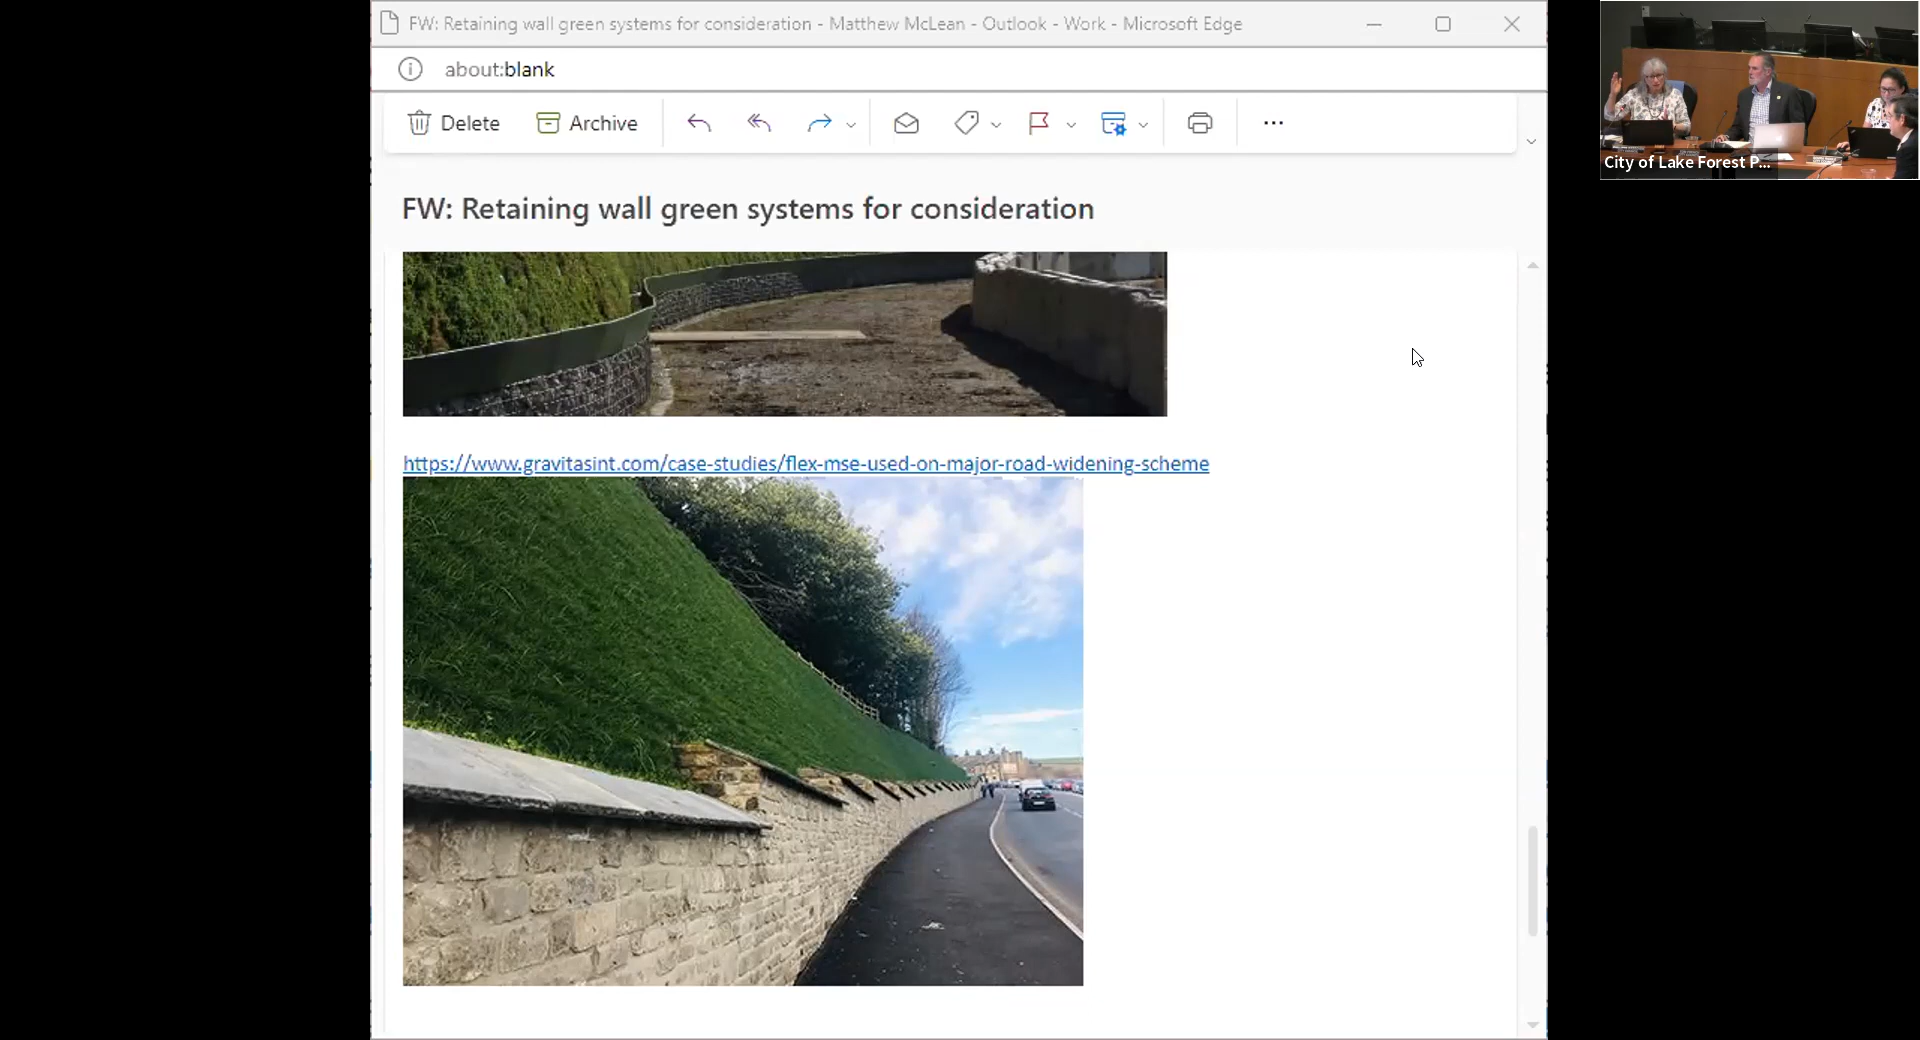 FW: Retaining wall green systems for consideration - Matthew McLean - Outlook - Work - Microsoft Edge
about:blank
Delete Archive
FW: Retaining wall green systems for consideration
https://www.gravitasint.com/case-studies/flex-mse-used-on-major-road-widening-scheme
City of Lake Forest P...